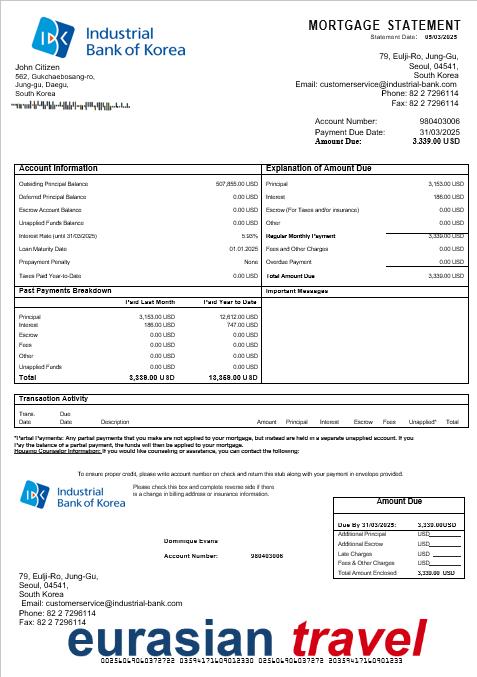 Industrial
Bank of Korea
MORTGAGE STATEMENT
Statement Date: 05/03/2025
John Citizen
562, Gukchaebosang-ro,
Jung-gu, Daegu,
South Korea
79, Eulji-Ro, Jung-Gu,
Seoul, 04541,
South Korea
Email: customerservice@industrial-bank.com
Phone: 82 2 7296114
Fax: 82 2 7296114
Account Number: 980403006
Payment Due Date: 31/03/2025
Amount Due: 3,339.00 USD
Account Information
Outsiding Principal Balance 507,855.00 USD
Deferred Principal Balance 0.00 USD
Escrow Account Balance 0.00 USD
Unapplied Funds Balance 0.00 USD
Interest Rate (until 31/03/2025) 5.93%
Loan Maturity Date 01.01.2025
Prepayment Penalty None
Taxes Paid Year-to-Date 0.00 USD
Explanation of Amount Due
Principal 3,153.00 USD
Interest 186.00 USD
Escrow (For Taxes and/or insurance) 0.00 USD
Other 0.00 USD
Regular Monthly Payment 3,339.00 USD
Fees and Other Charges 0.00 USD
Overdue Payment 0.00 USD
Total Amount Due 3,339.00 USD
Past Payments Breakdown
Paid Last Month Paid Year to Date
Principal 3,153.00 USD 12,612.00 USD
Interest 186.00 USD 747.00 USD
Escrow 0.00 USD 0.00 USD
Fees 0.00 USD 0.00 USD
Other 0.00 USD 0.00 USD
Unapplied Funds 0.00 USD 0.00 USD
Total 3,339.00 USD 13,359.00 USD
Important Messages
Transaction Activity
Trans. Date Due Date Description Amount Principal Interest Escrow Fees Unapplied* Total
*Partial Payments: Any partial payments that you make are not applied to your mortgage, but instead are held in a separate unapplied account. If you
Pay the balance of a partial payment, the funds will then be applied to your mortgage.
Housing Counselor Information: If you would like counseling or assistance, you can contact the following:
To ensure proper credit, please write account number on check and return this stub along with your payment in envelops provided.
Industrial
Bank of Korea
Please check this box and complete reverse side if there
is a change in billing address or insurance information.
Dominique Evans
Account Number: 980403006
Amount Due
Due By 31/03/2025: 3,339.00USD
Additional Principal USD
Additional Escrow USD
Late Charges USD
Fees & Other Charges USD
Total Amount Enclosed 3,339.00 USD
79, Eulji-Ro, Jung-Gu,
Seoul, 04541,
South Korea
Email: customerservice@industrial-bank.com
Phone: 82 2 7296114
Fax: 82 2 7296114
eurasian travel